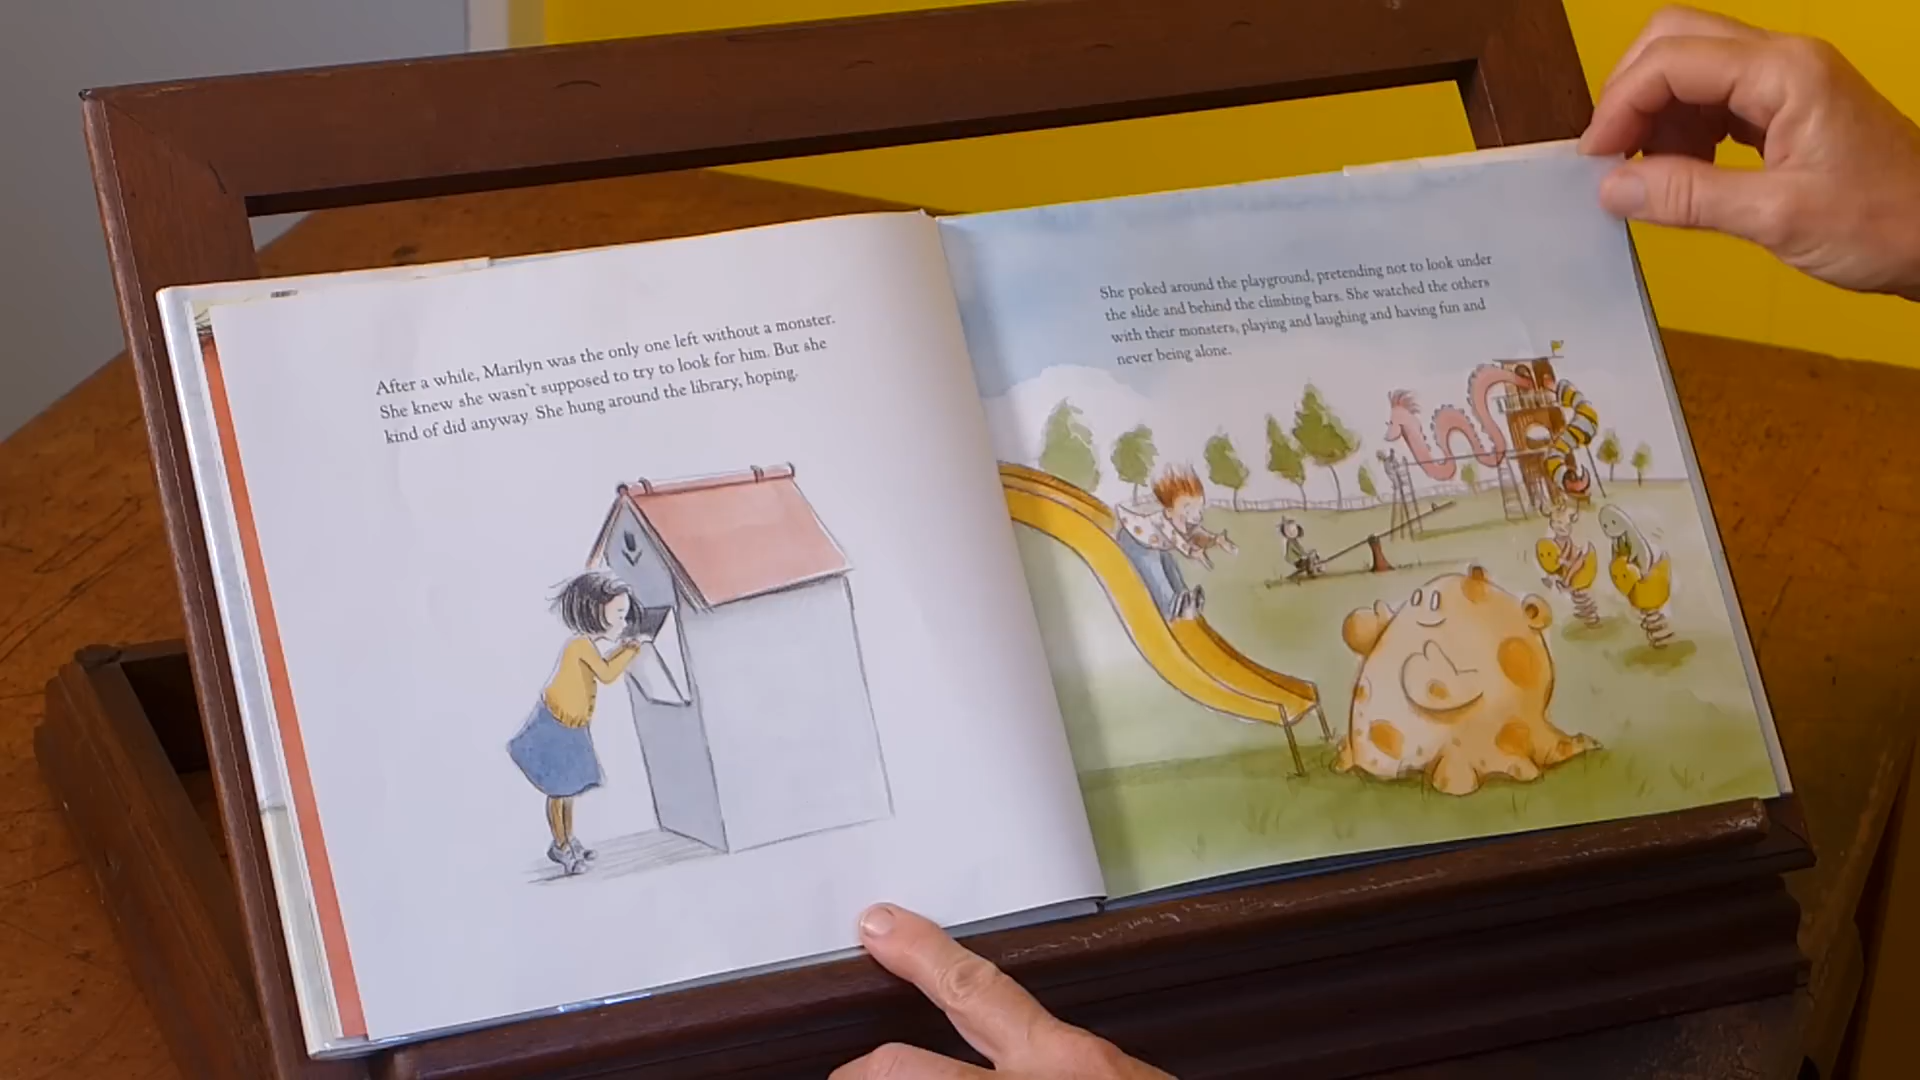 After a while, Marilyn was the only one left without a monster.
She knew she wasn't supposed to try to look for him. But she
kind of did anyway. She hung around the library, hoping.
She poked around the playground, pretending not to look under
the slide and behind the climbing bars. She watched the others
with their monsters, playing and laughing and having fun and
never being alone.